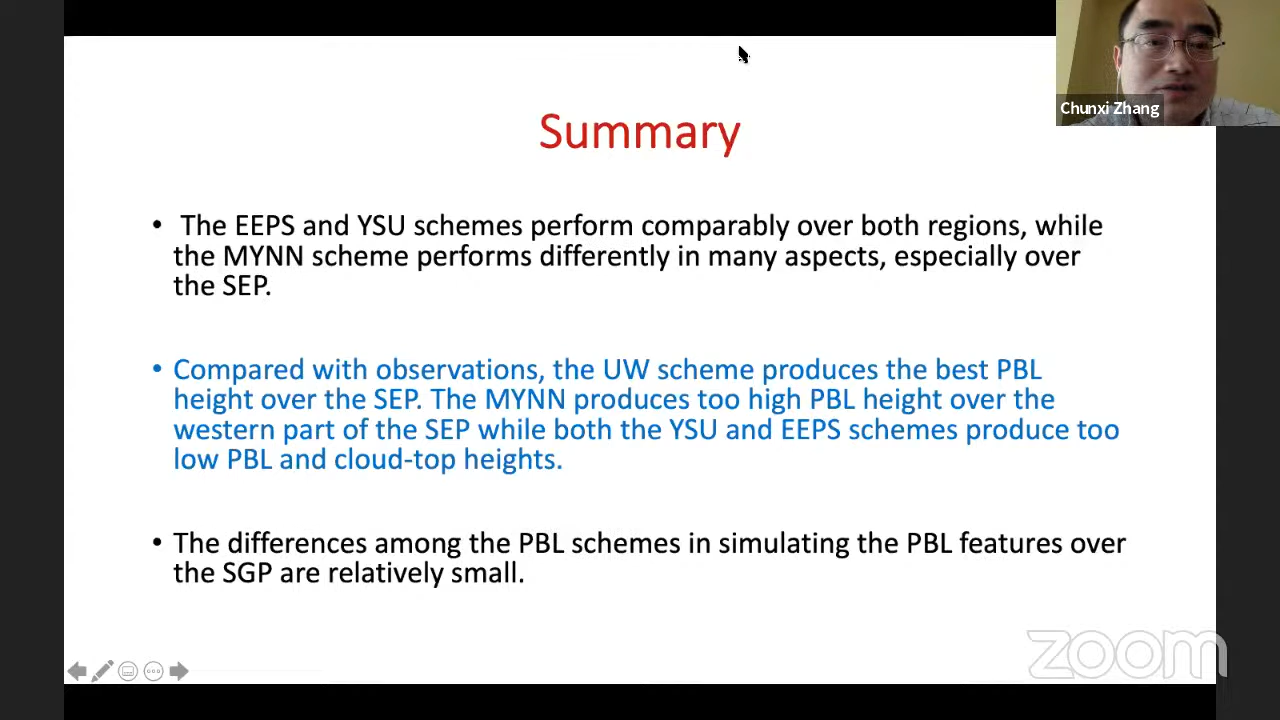 Chunxi Zhang
Summary
• The EEPS and YSU schemes perform comparably over both regions, while
the MYNN scheme performs differently in many aspects, especially over
the SEP.
• Compared with observations, the UW scheme produces the best PBL
height over the SEP. The MYNN produces too high PBL height over the
western part of the SEP while both the YSU and EEPS schemes produce too
low PBL and cloud-top heights.
• The differences among the PBL schemes in simulating the PBL features over
the SGP are relatively small.
zoom